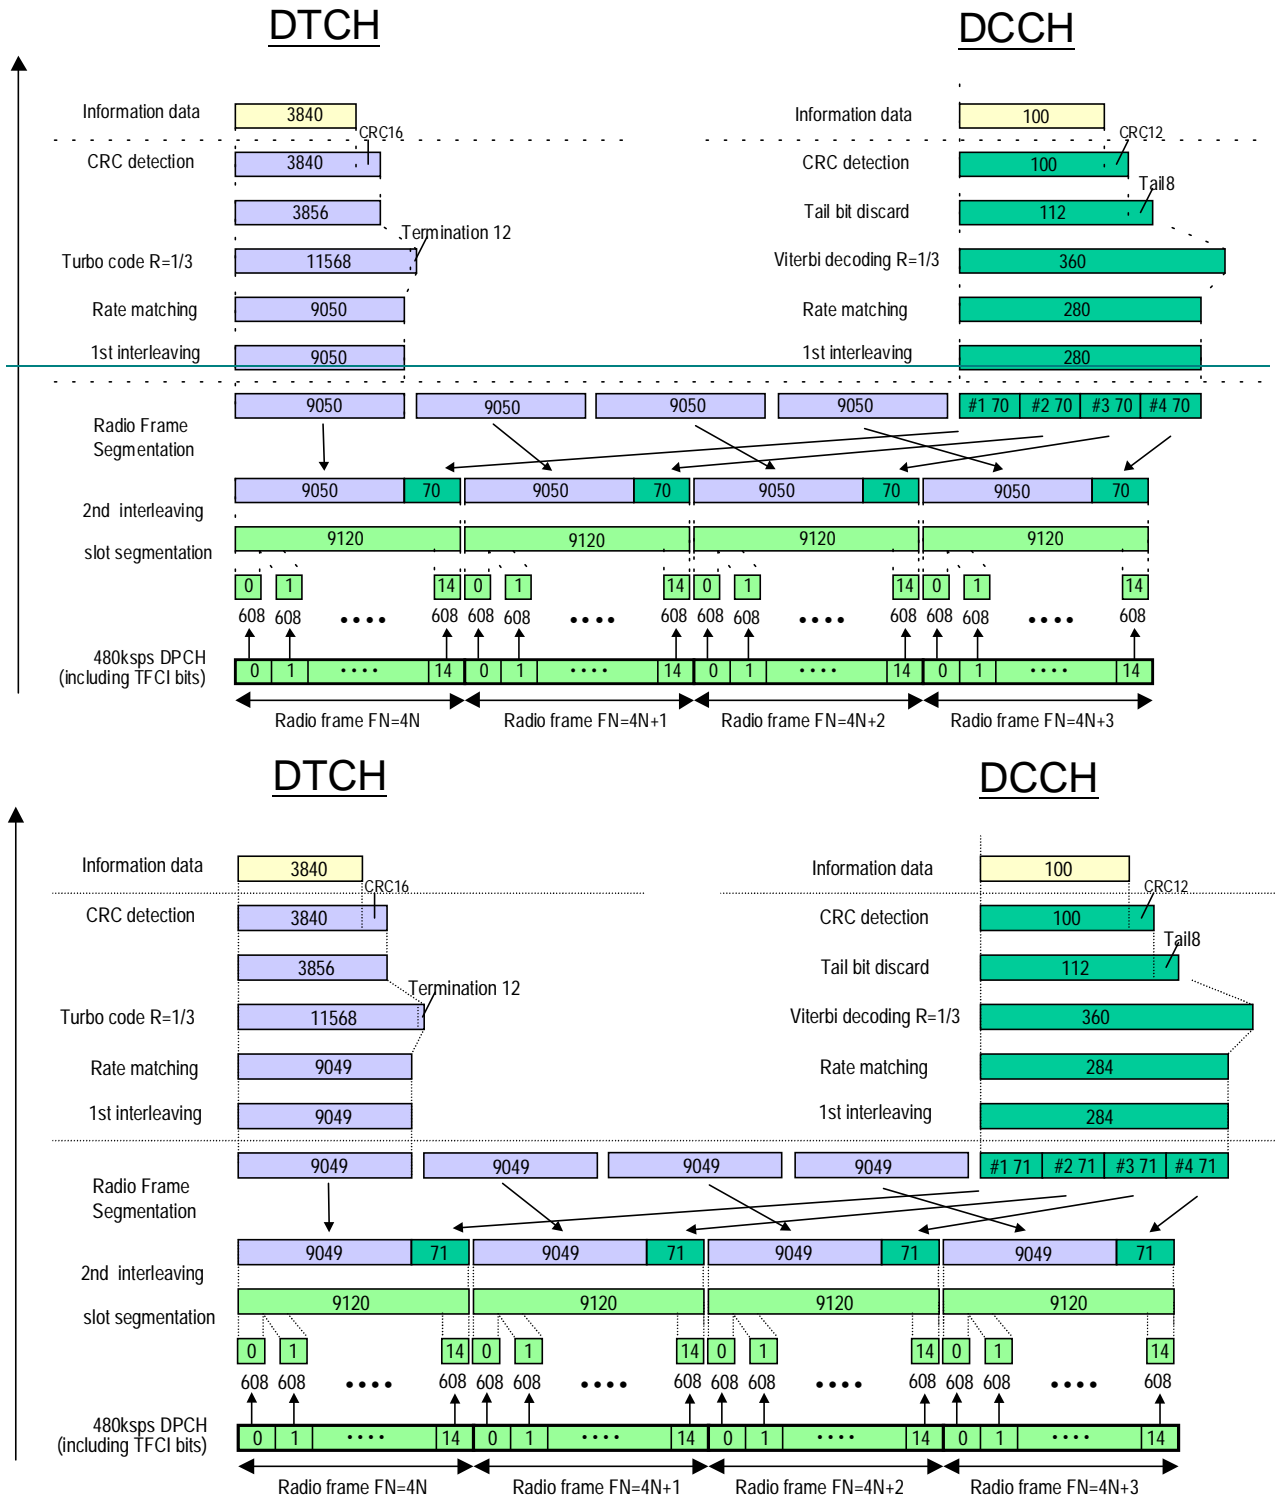 DTCH DCCH
Information data 3840 Information data 100
CRC16 CRC12
CRC detection 3840 CRC detection 100
Tail8
3856 Tail bit discard 112
Termination 12
Turbo code R=1/3 11568 Viterbi decoding R=1/3 360
Rate matching 9050 Rate matching 280
1st interleaving 9050 1st interleaving 280
9050 9050 9050 9050 #1 70 #2 70 #3 70 #4 70
Radio Frame
Segmentation
9050 70 9050 70 9050 70 9050 70
2nd interleaving
9120 9120 9120 9120
slot segmentation
0 1 14 0 1 14 0 1 14 0 1 14
608 608 •••• 608 608 608 •••• 608 608 608 •••• 608 608 608 •••• 608
480ksps DPCH
(including TFCI bits)
0 1 •••• 14 0 1 •••• 14 0 1 •••• 14 0 1 •••• 14
Radio frame FN=4N Radio frame FN=4N+1 Radio frame FN=4N+2 Radio frame FN=4N+3
DTCH DCCH
Information data 3840 Information data 100
CRC16 CRC12
CRC detection 3840 CRC detection 100
Tail8
3856 Tail bit discard 112
Termination 12
Turbo code R=1/3 11568 Viterbi decoding R=1/3 360
Rate matching 9049 Rate matching 284
1st interleaving 9049 1st interleaving 284
9049 9049 9049 9049 #1 71 #2 71 #3 71 #4 71
Radio Frame
Segmentation
9049 71 9049 71 9049 71 9049 71
2nd interleaving
9120 9120 9120 9120
slot segmentation
0 1 14 0 1 14 0 1 14 0 1 14
608 608 •••• 608 608 608 •••• 608 608 608 •••• 608 608 608 •••• 608
480ksps DPCH
(including TFCI bits)
0 1 •••• 14 0 1 •••• 14 0 1 •••• 14 0 1 •••• 14
Radio frame FN=4N Radio frame FN=4N+1 Radio frame FN=4N+2 Radio frame FN=4N+3